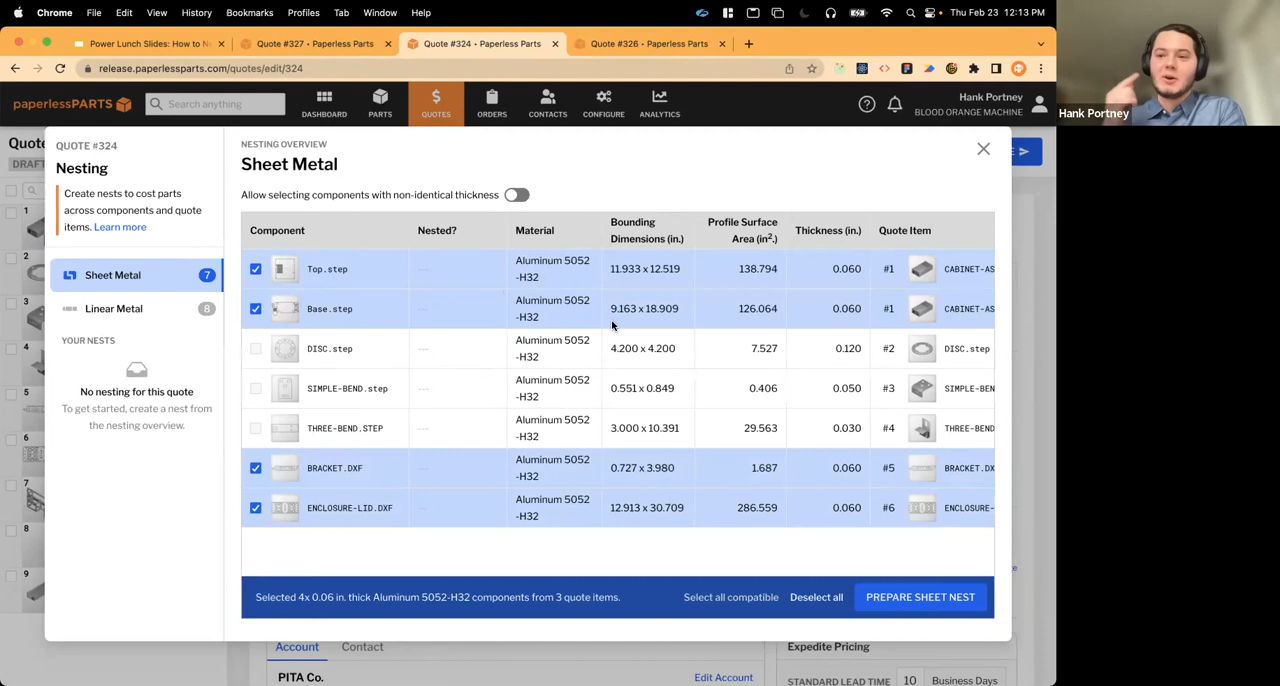 Chrome File Edit View History Bookmarks Profiles Tab Window Help Thu Feb 23 12:13 PM
Power Lunch Slides: How to N Quote #327 • Paperless Parts Quote #324 • Paperless Parts Quote #326 • Paperless Parts
release.paperlessparts.com/quotes/edit/324
paperlessPARTS Search anything DASHBOARD PARTS QUOTES ORDERS CONTACTS CONFIGURE ANALYTICS
Hank Portney
BLOOD ORANGE MACHINE
Hank Portney
Quot
DRAFT
1
2
3
4
5
6
7
8
9
QUOTE #324
Nesting
Create nests to cost parts
across components and quote
items. Learn more
Sheet Metal 7
Linear Metal 8
YOUR NESTS
No nesting for this quote
To get started, create a nest from
the nesting overview.
NESTING OVERVIEW
Sheet Metal
Allow selecting components with non-identical thickness
Component Nested? Material Bounding Dimensions (in.) Profile Surface Area (in².) Thickness (in.) Quote Item
Top.step --- Aluminum 5052 -H32 11.933 x 12.519 138.794 0.060 #1 CABINET-AS
Base.step --- Aluminum 5052 -H32 9.163 x 18.909 126.064 0.060 #1 CABINET-AS
DISC.step --- Aluminum 5052 -H32 4.200 x 4.200 7.527 0.120 #2 DISC.step
SIMPLE-BEND.step --- Aluminum 5052 -H32 0.551 x 0.849 0.406 0.050 #3 SIMPLE-BEN
THREE-BEND.STEP --- Aluminum 5052 -H32 3.000 x 10.391 29.563 0.030 #4 THREE-BEN
BRACKET.DXF --- Aluminum 5052 -H32 0.727 x 3.980 1.687 0.060 #5 BRACKET.DX
ENCLOSURE-LID.DXF --- Aluminum 5052 -H32 12.913 x 30.709 286.559 0.060 #6 ENCLOSURE-
Selected 4x 0.06 in. thick Aluminum 5052-H32 components from 3 quote items. Select all compatible Deselect all PREPARE SHEET NEST
Account Contact
PITA Co. Edit Account
Expedite Pricing
STANDARD LEAD TIME 10 Business Days